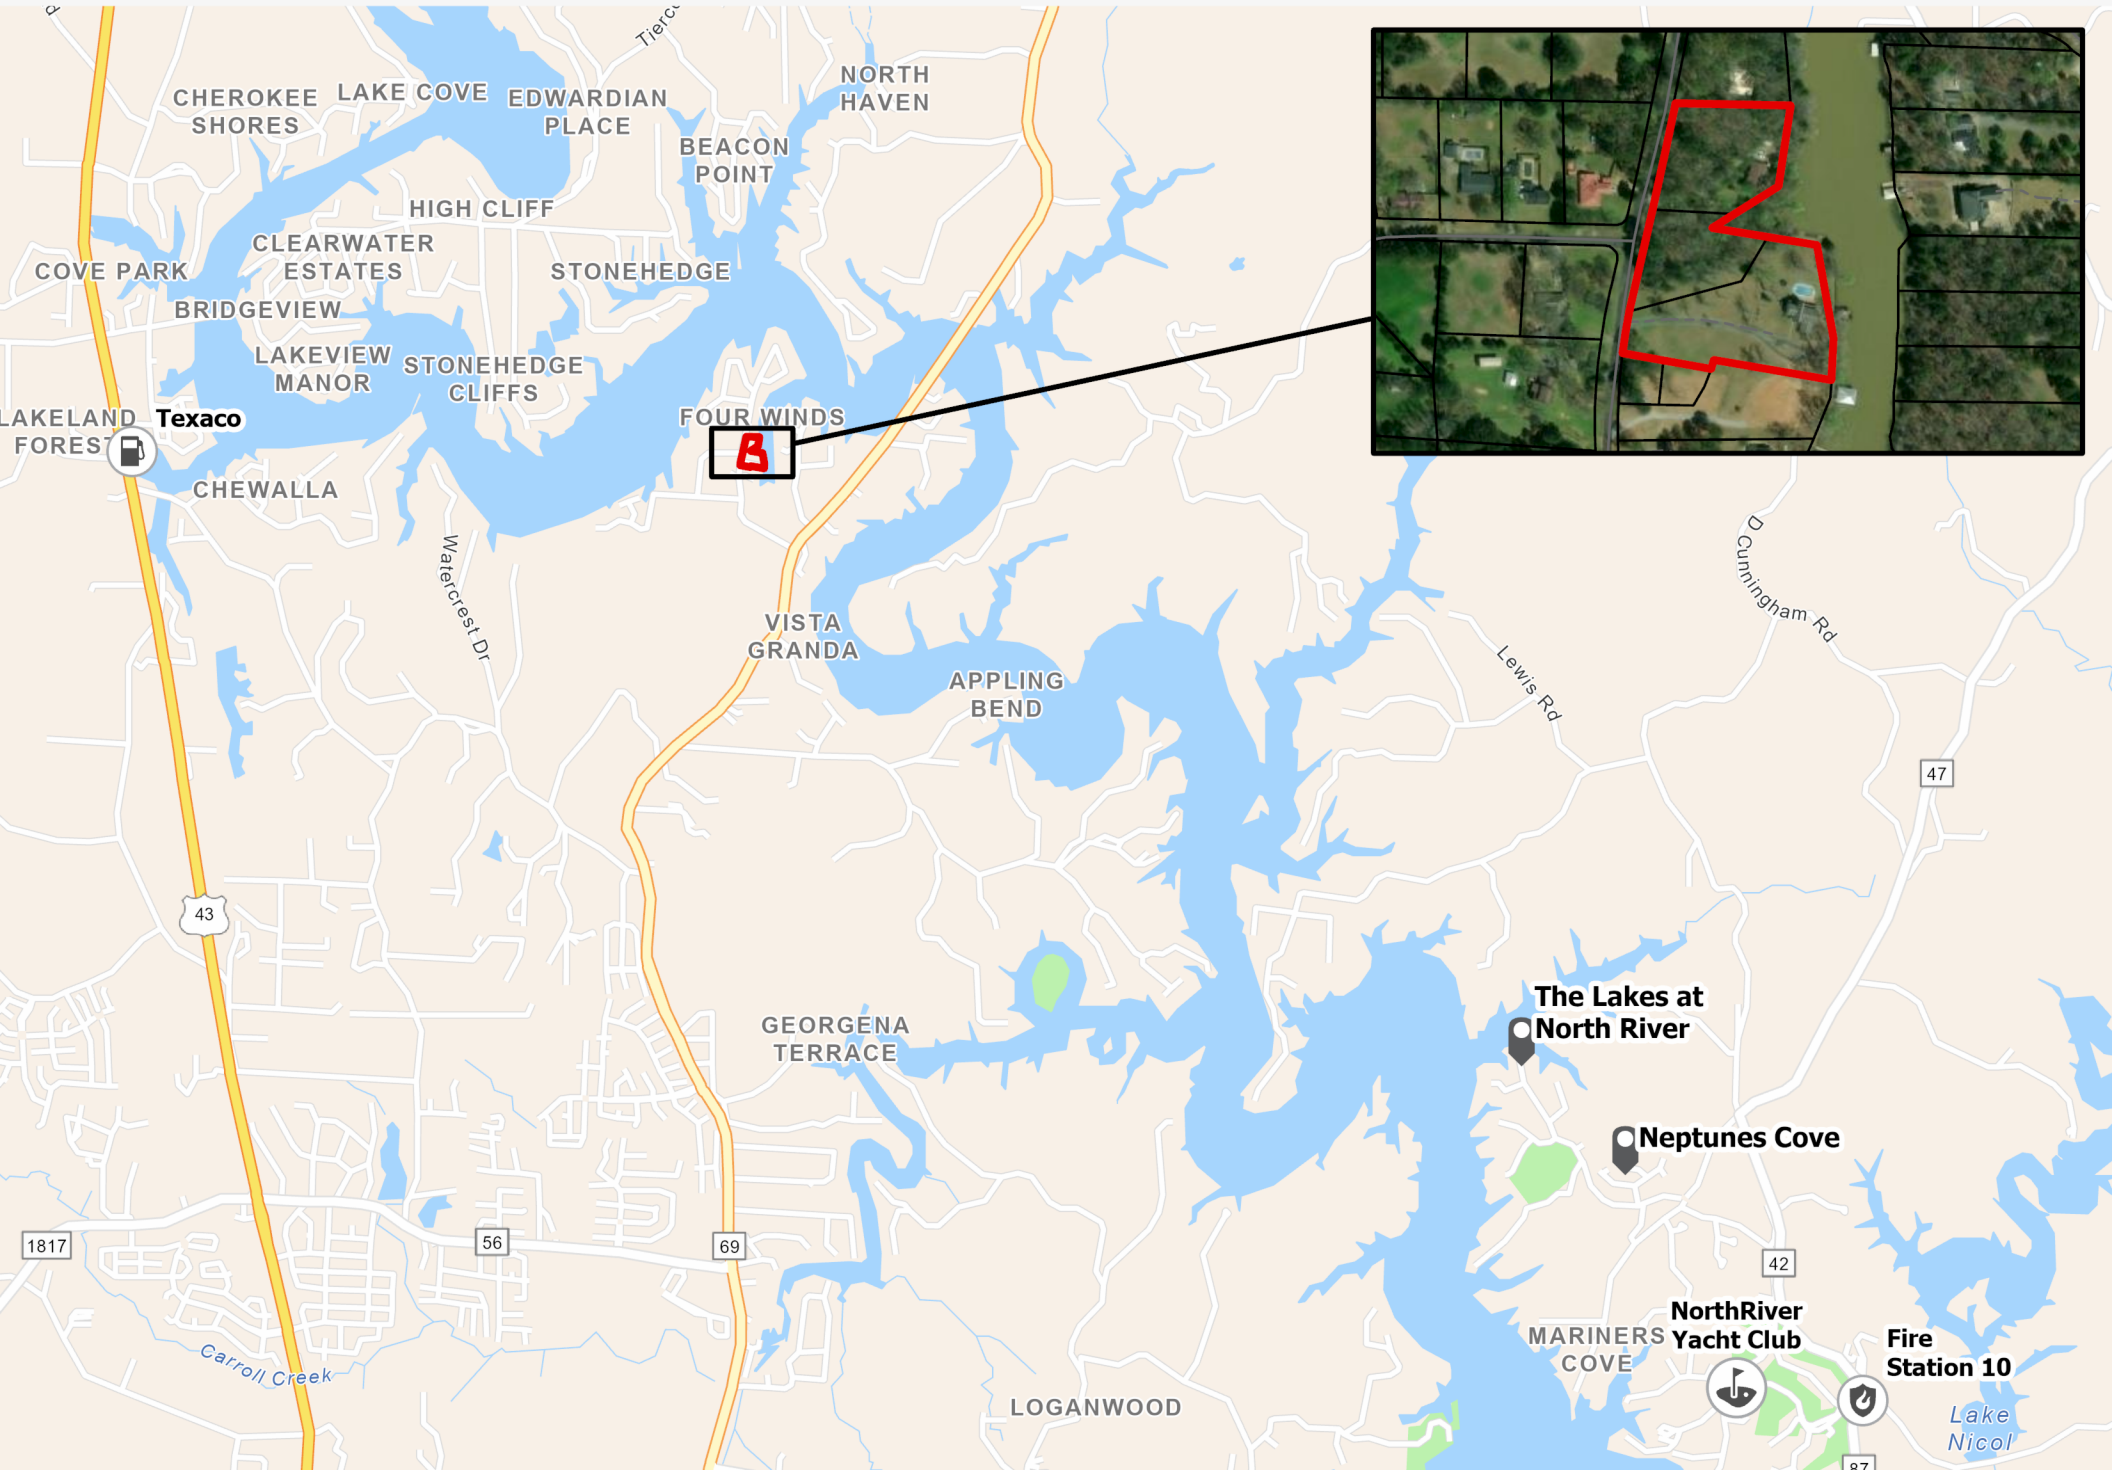 Tierce
NORTH
HAVEN
CHEROKEE
SHORES
LAKE COVE
EDWARDIAN
PLACE
BEACON
POINT
HIGH CLIFF
CLEARWATER
ESTATES
COVE PARK
STONEHEDGE
BRIDGEVIEW
LAKEVIEW
MANOR
STONEHEDGE
CLIFFS
LAKELAND
FOREST
Texaco
FOUR WINDS
CHEWALLA
Watercrest Dr
VISTA
GRANDA
APPLING
BEND
D Cunningham Rd
Lewis Rd
47
43
The Lakes at
North River
GEORGENA
TERRACE
Neptunes Cove
1817
56
69
42
NorthRiver
Yacht Club
MARINERS
COVE
Fire
Station 10
Carroll Creek
LOGANWOOD
Lake
Nicol
87